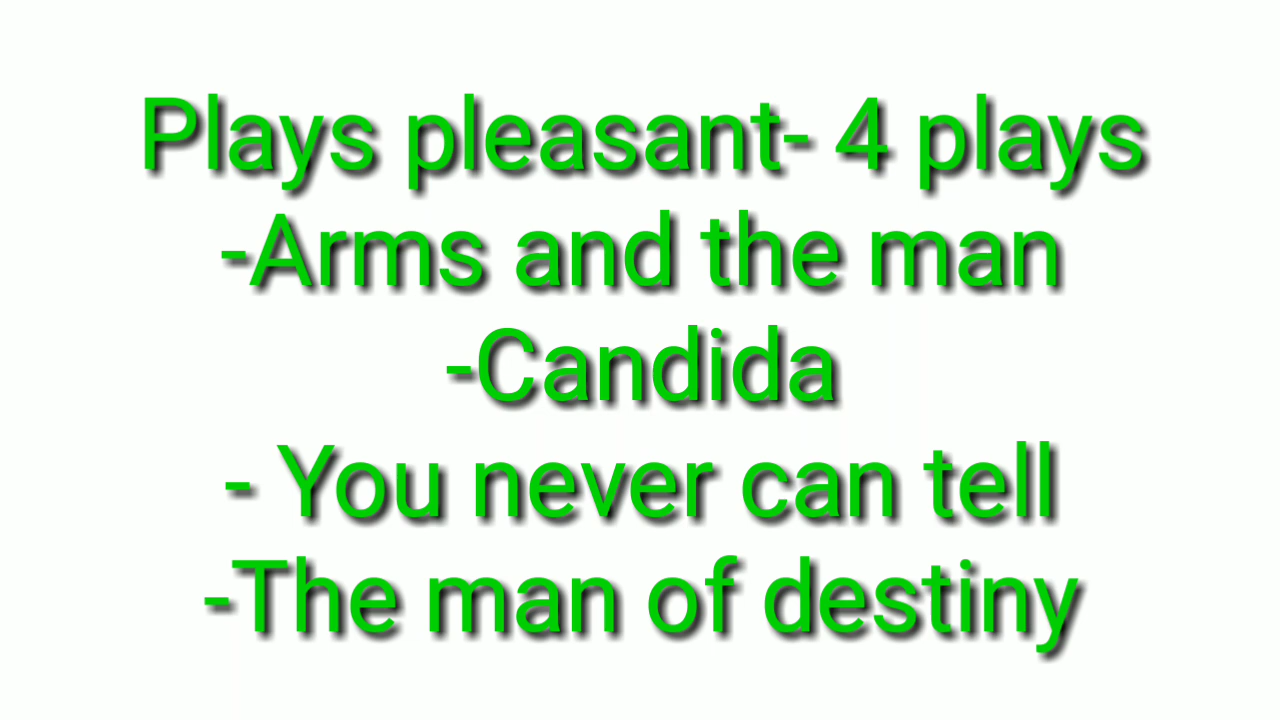 Plays pleasant- 4 plays
-Arms and the man
-Candida
- You never can tell
-The man of destiny